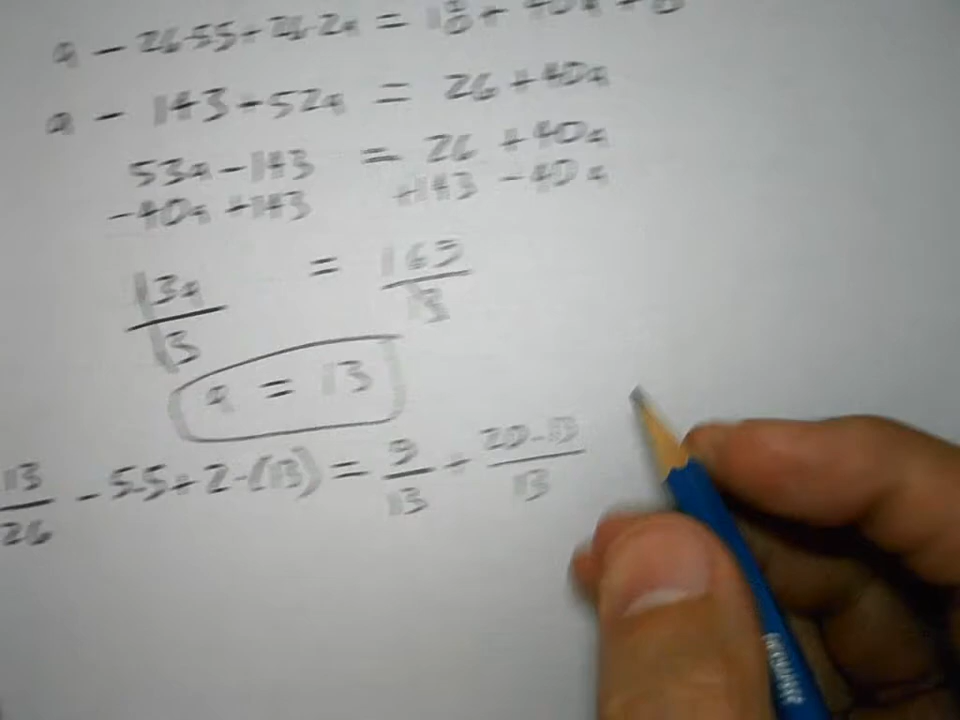 a - 26·5.5 + 26·2a =
a - 143 + 52a = 26 + 40a
53a - 143 = 26 + 40a
-40a + 143 +143 - 40a
13a = 169
13 13
a = 13
13/26 - 5.5 + 2·(13) = 9/13 + 20·13/13